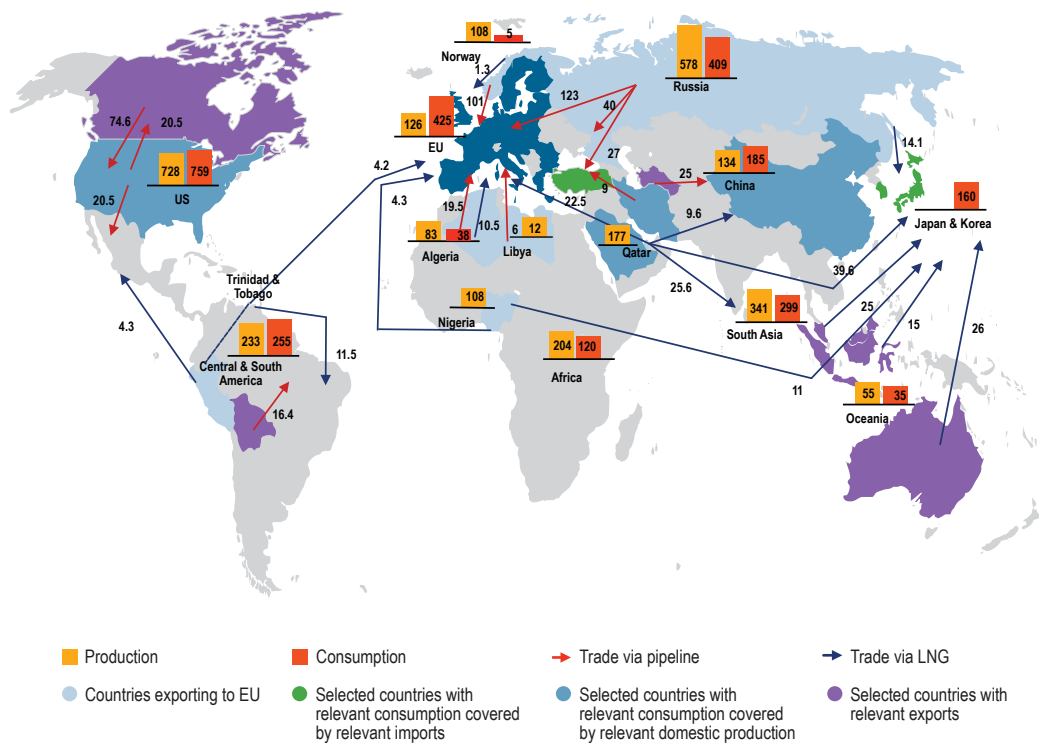 108
5
Norway
1.3
578
409
Russia
74.6
20.5
101
123
40
126
425
EU
14.1
728
759
US
4.2
27
134
185
China
25
160
Japan & Korea
20.5
4.3
19.5
22.5
9
9.6
83
38
Algeria
10.5
6
12
Libya
177
Qatar
39.6
Trinidad &
Tobago
25.6
108
Nigeria
341
299
South Asia
25
15
26
4.3
233
255
Central & South
America
11.5
204
120
Africa
11
55
35
Oceania
16.4
Production
Consumption
Trade via pipeline
Trade via LNG
Countries exporting to EU
Selected countries with
relevant consumption covered
by relevant imports
Selected countries with
relevant consumption covered
by relevant domestic production
Selected countries with
relevant exports